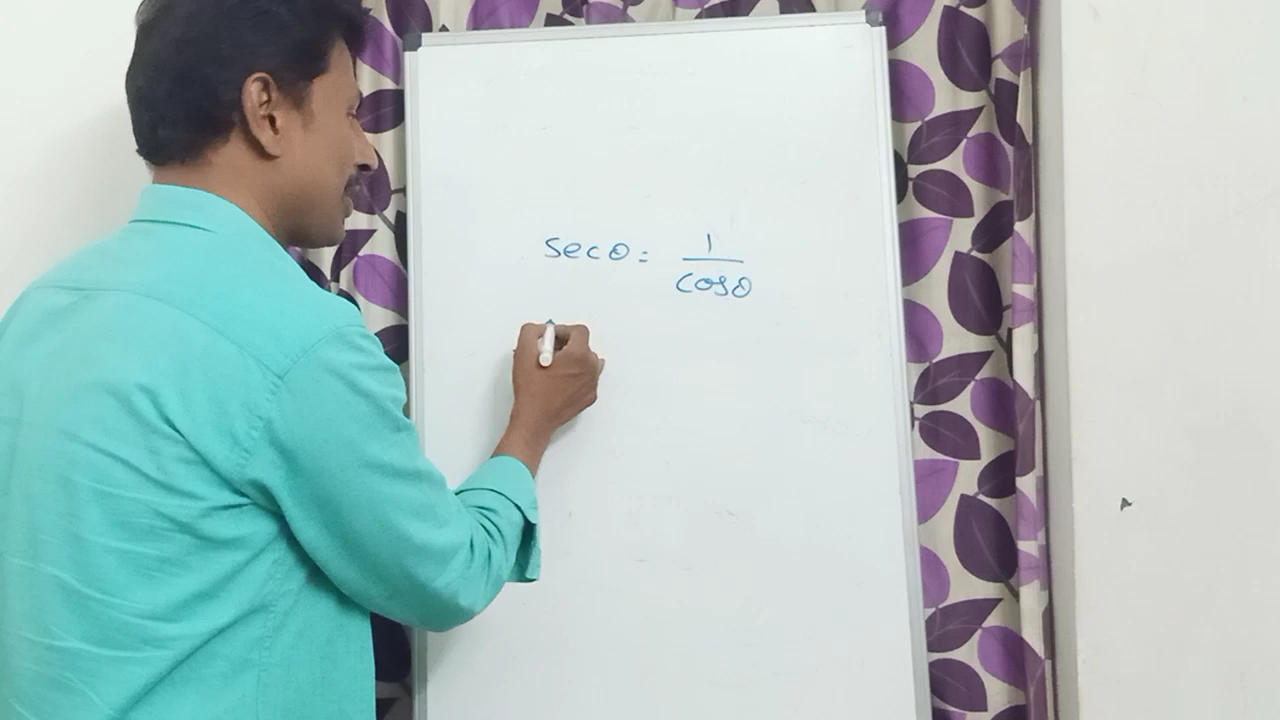 secθ = 1/cosθ